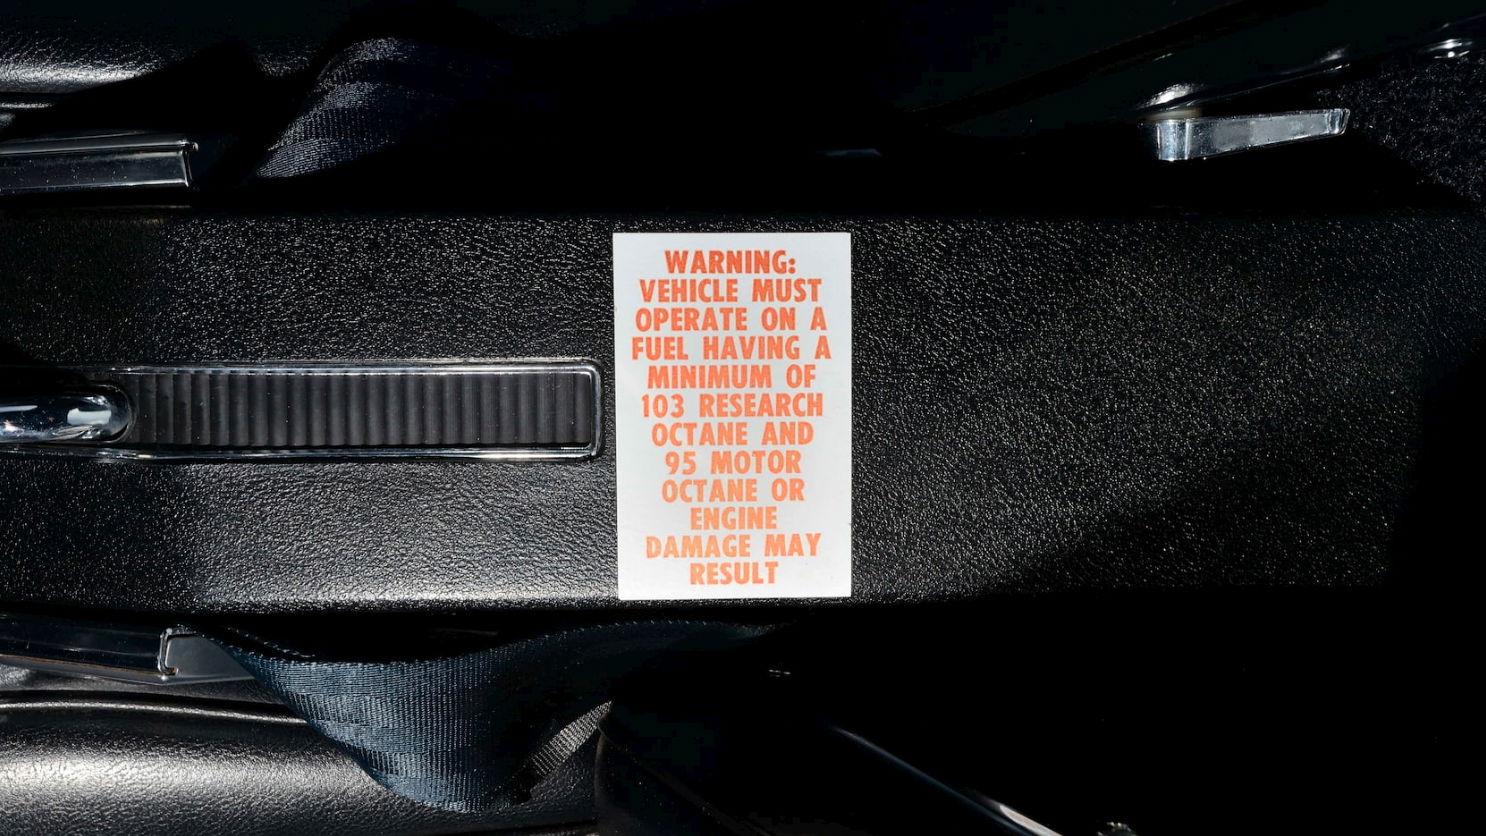 WARNING:
VEHICLE MUST
OPERATE ON A
FUEL HAVING A
MINIMUM OF
103 RESEARCH
OCTANE AND
95 MOTOR
OCTANE OR
ENGINE
DAMAGE MAY
RESULT